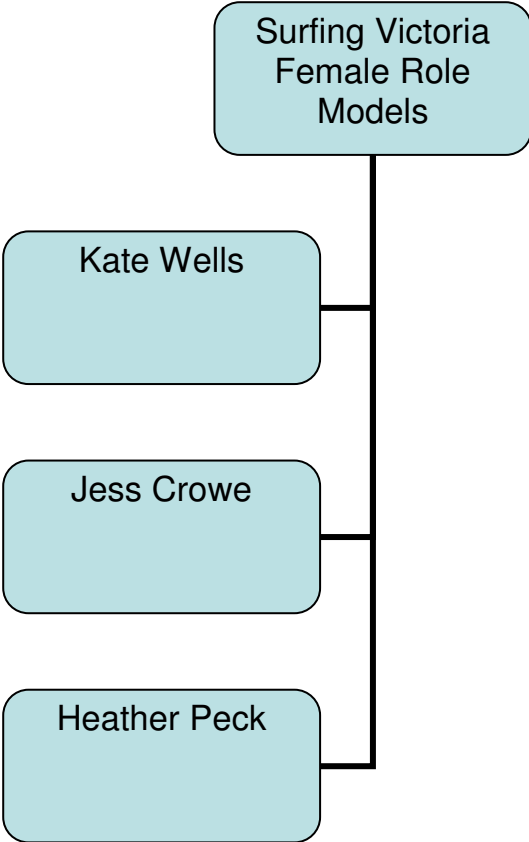 Surfing Victoria
Female Role
Models
Kate Wells
Jess Crowe
Heather Peck